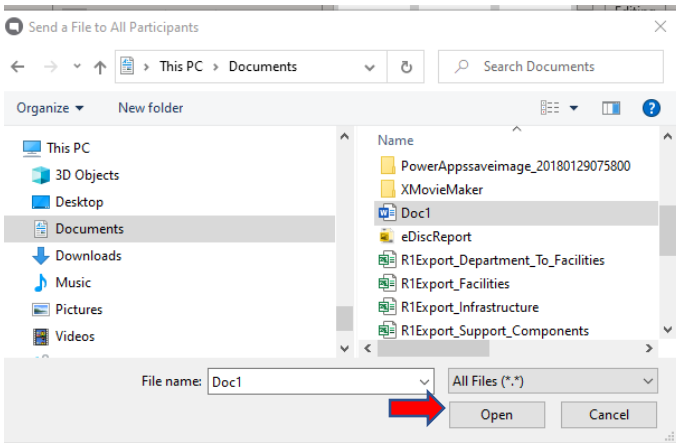 Send a File to All Participants
This PC > Documents
Search Documents
Organize
New folder
This PC
3D Objects
Desktop
Documents
Downloads
Music
Pictures
Videos
Name
PowerAppssaveimage_20180129075800
XMovieMaker
Doc1
eDiscReport
R1Export_Department_To_Facilities
R1Export_Facilities
R1Export_Infrastructure
R1Export_Support_Components
File name: Doc1
All Files (*.*)
Open
Cancel